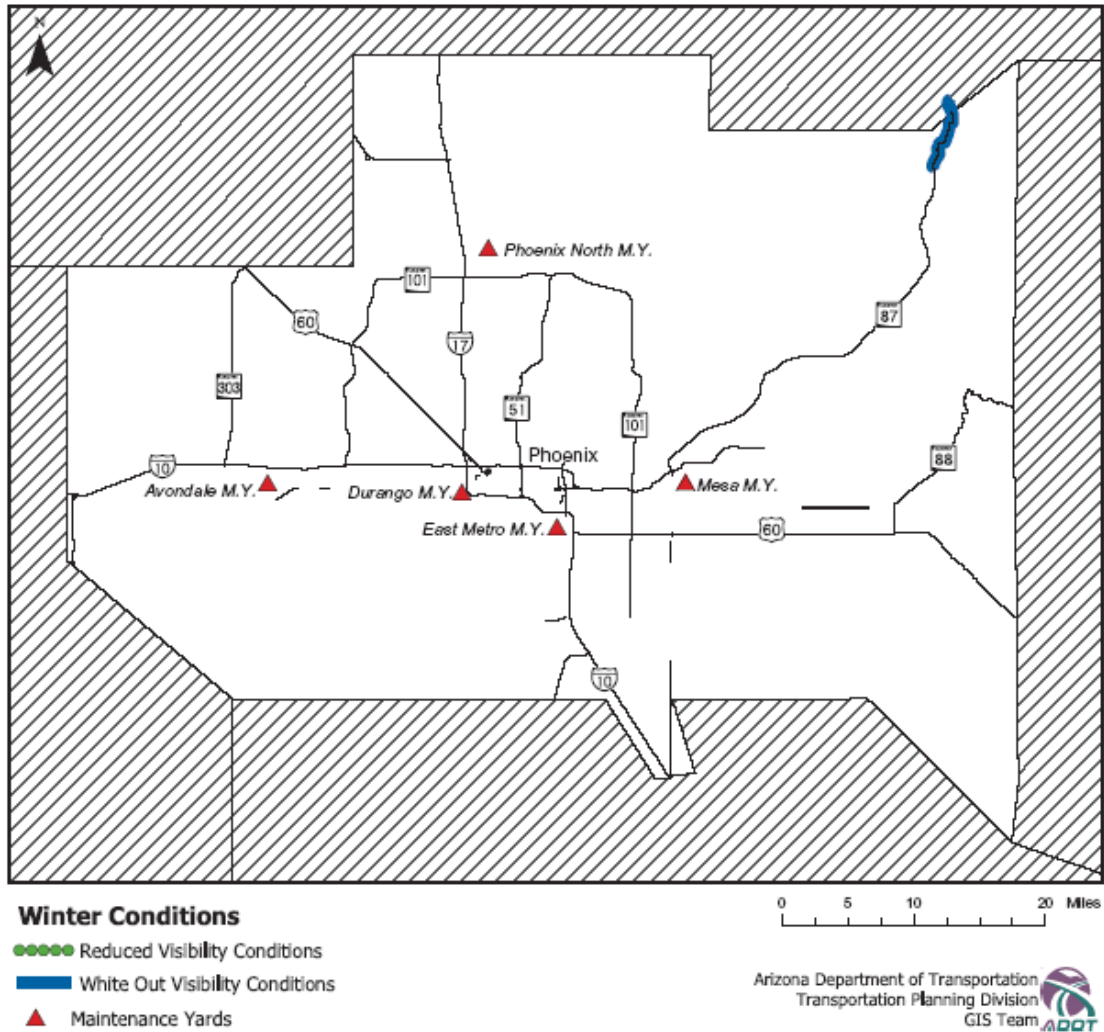 N
Phoenix North M.Y.
101
60
17
87
303
51
101
Phoenix
88
10
Avondale M.Y.
Durango M.Y.
Mesa M.Y.
East Metro M.Y.
60
10
Winter Conditions
Reduced Visibility Conditions
White Out Visibility Conditions
Maintenance Yards
0 5 10 20 Miles
Arizona Department of Transportation
Transportation Planning Division
GIS Team
ADOT